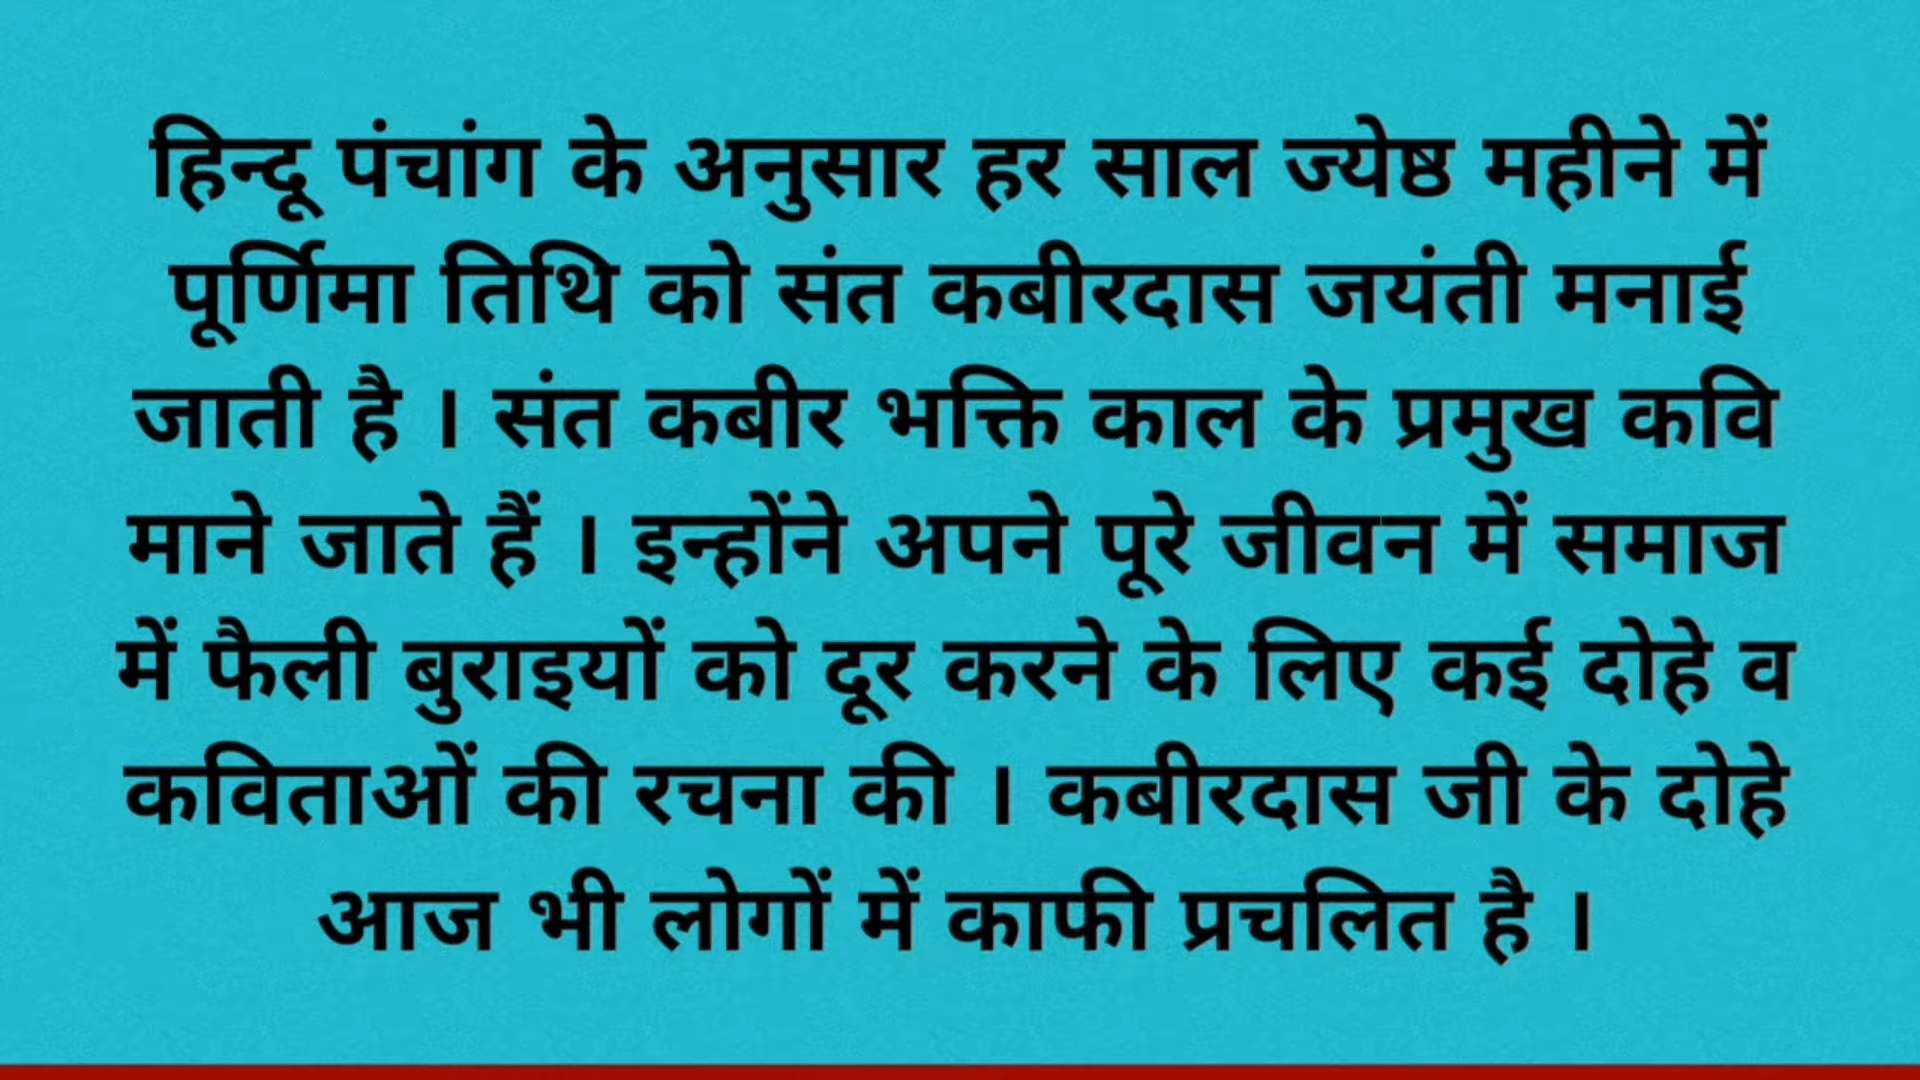 हिन्दू पंचांग के अनुसार हर साल ज्येष्ठ महीने में
पूर्णिमा तिथि को संत कबीरदास जयंती मनाई
जाती है । संत कबीर भक्ति काल के प्रमुख कवि
माने जाते हैं । इन्होंने अपने पूरे जीवन में समाज
में फैली बुराइयों को दूर करने के लिए कई दोहे व
कविताओं की रचना की । कबीरदास जी के दोहे
आज भी लोगों में काफी प्रचलित है ।